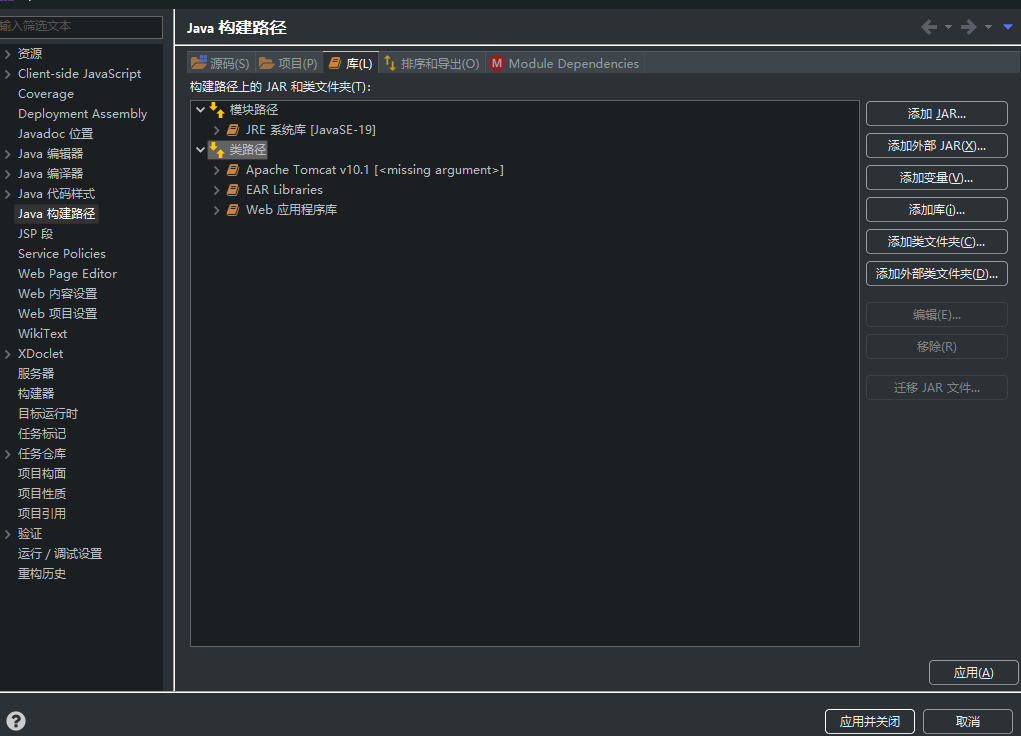 输入筛选文本
资源
Client-side JavaScript
Coverage
Deployment Assembly
Javadoc 位置
Java 编辑器
Java 编译器
Java 代码样式
Java 构建路径
JSP 段
Service Policies
Web Page Editor
Web 内容设置
Web 项目设置
WikiText
XDoclet
服务器
构建器
目标运行时
任务标记
任务仓库
项目构面
项目性质
项目引用
验证
运行 / 调试设置
重构历史
Java 构建路径
源码(S) 项目(P) 库(L) 排序和导出(O) M Module Dependencies
构建路径上的 JAR 和类文件夹(T):
模块路径
JRE 系统库 [JavaSE-19]
类路径
Apache Tomcat v10.1 [<missing argument>]
EAR Libraries
Web 应用程序库
添加 JAR...
添加外部 JAR(X)...
添加变量(V)...
添加库(i)...
添加类文件夹(C)...
添加外部类文件夹(D)...
编辑(E)...
移除(R)
迁移 JAR 文件...
应用(A)
? 应用并关闭 取消